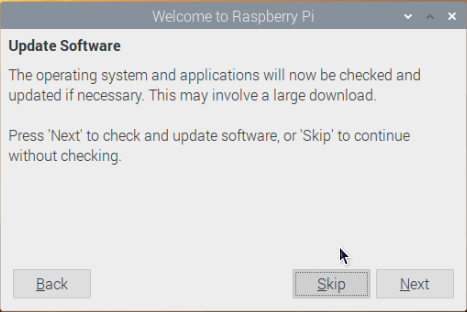 Welcome to Raspberry Pi
Update Software
The operating system and applications will now be checked and
updated if necessary. This may involve a large download.
Press 'Next' to check and update software, or 'Skip' to continue
without checking.
Back
Skip
Next